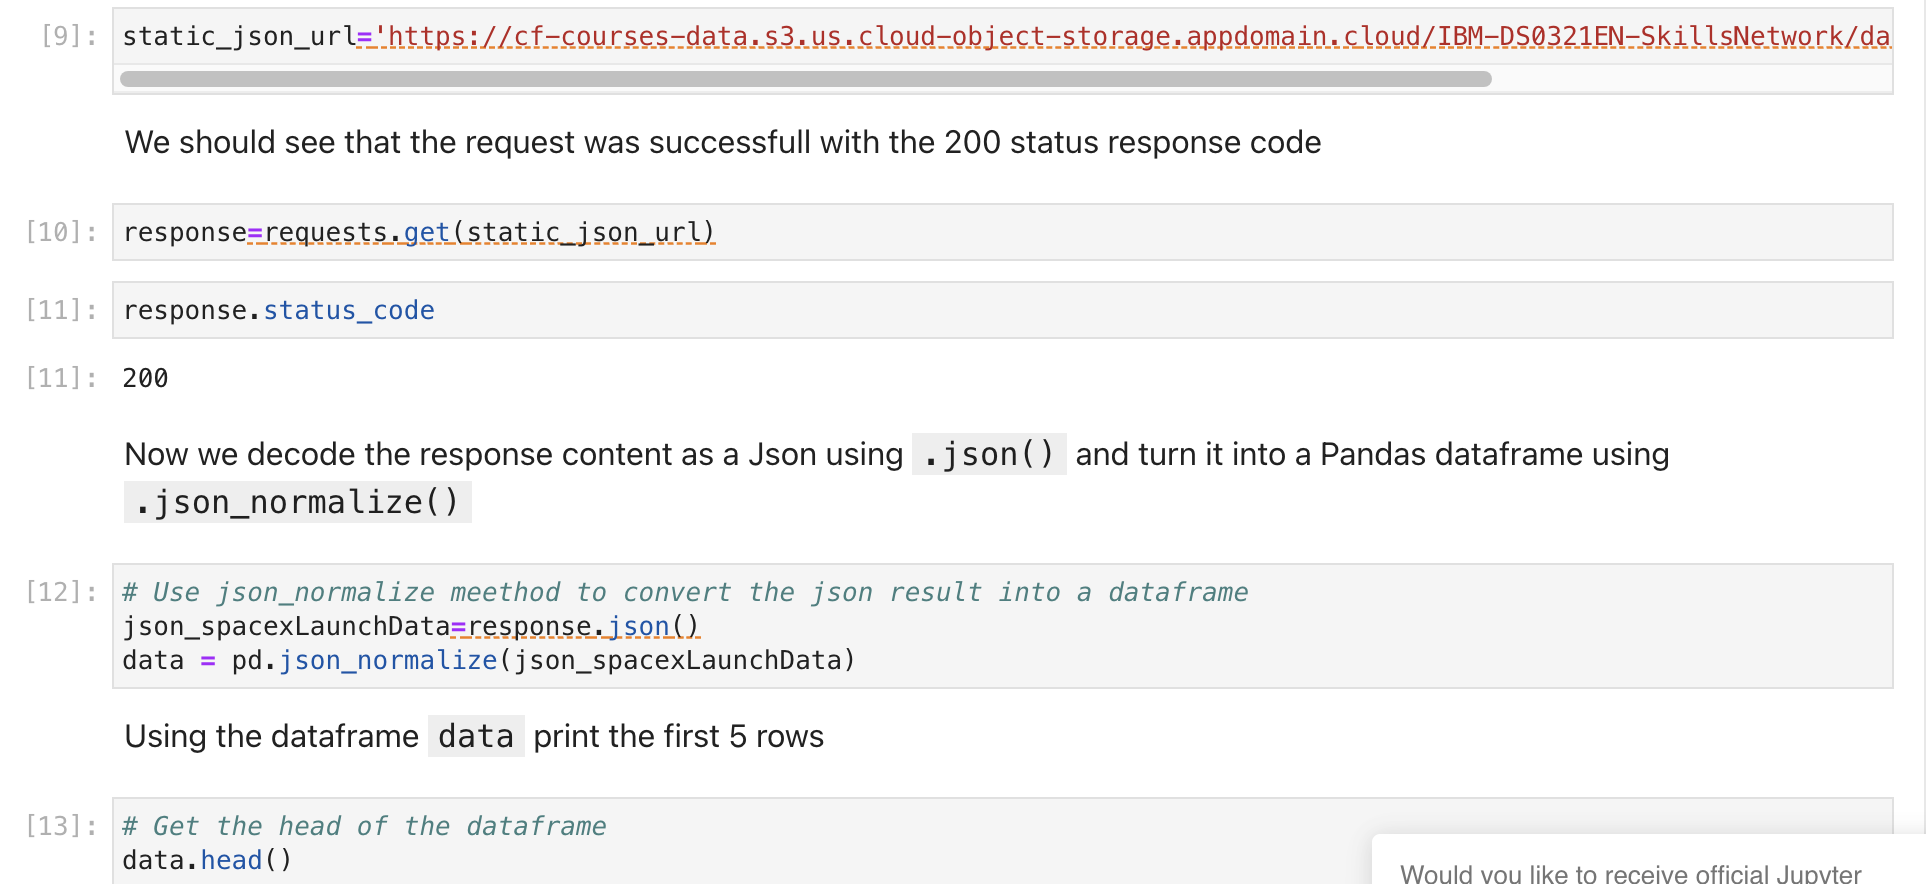 [9]: static_json_url='https://cf-courses-data.s3.us.cloud-object-storage.appdomain.cloud/IBM-DS0321EN-SkillsNetwork/da
We should see that the request was successfull with the 200 status response code
[10]: response=requests.get(static_json_url)
[11]: response.status_code
[11]: 200
Now we decode the response content as a Json using .json() and turn it into a Pandas dataframe using
.json_normalize()
[12]: # Use json_normalize meethod to convert the json result into a dataframe
json_spacexLaunchData=response.json()
data = pd.json_normalize(json_spacexLaunchData)
Using the dataframe data print the first 5 rows
[13]: # Get the head of the dataframe
data.head()
Would you like to receive official Jupyter